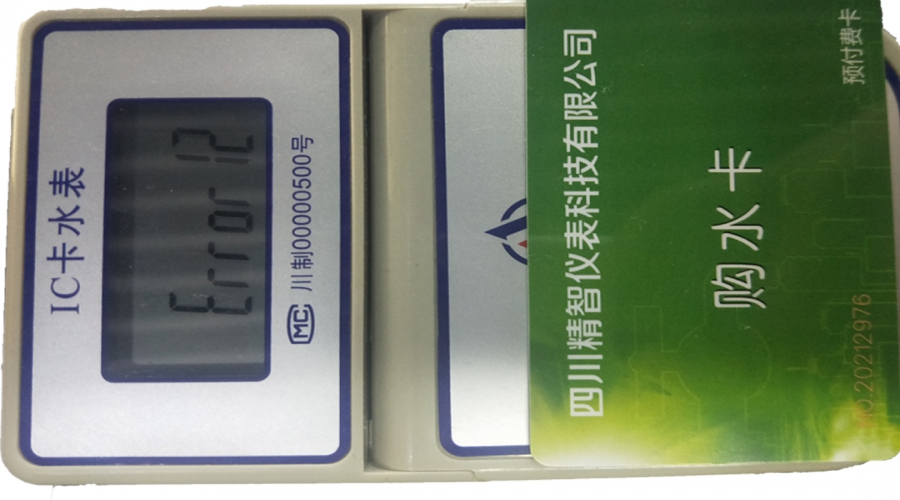 IC卡水表
Error 12
MC 川制00000500号
四川精智仪表科技有限公司
购水卡
预付费卡
NO.20212976